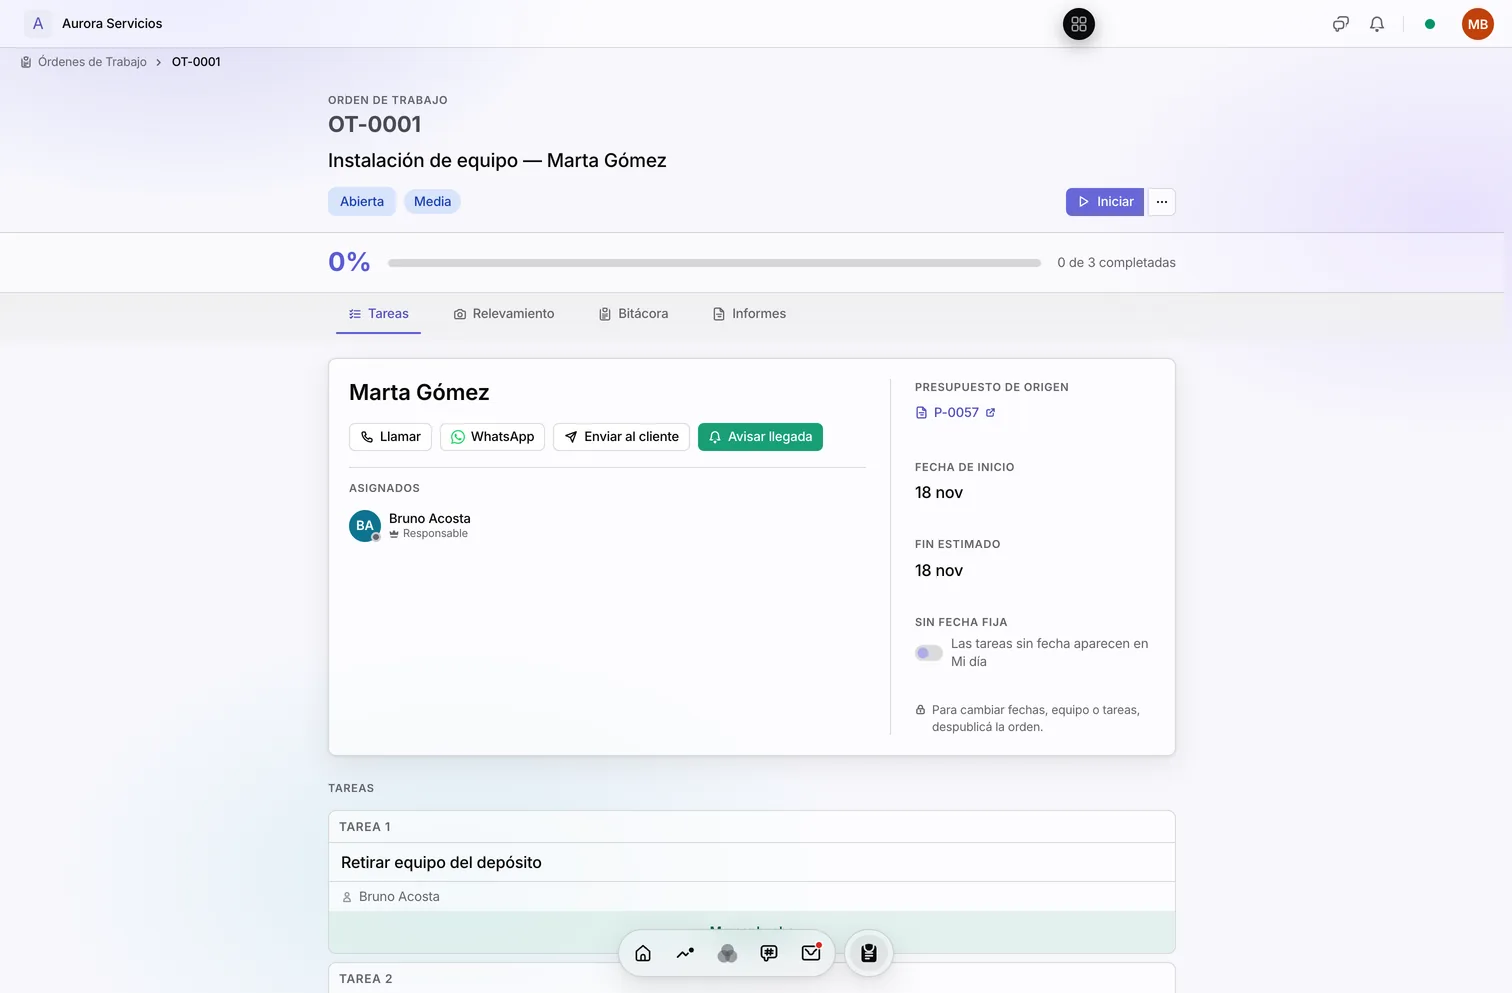 A Aurora Servicios
MB
Órdenes de Trabajo > OT-0001
ORDEN DE TRABAJO
OT-0001
Instalación de equipo — Marta Gómez
Abierta Media
Iniciar ...
0% 0 de 3 completadas
Tareas Relevamiento Bitácora Informes
Marta Gómez
Llamar WhatsApp Enviar al cliente Avisar llegada
ASIGNADOS
BA Bruno Acosta
Responsable
PRESUPUESTO DE ORIGEN
P-0057
FECHA DE INICIO
18 nov
FIN ESTIMADO
18 nov
SIN FECHA FIJA
Las tareas sin fecha aparecen en
Mi día
Para cambiar fechas, equipo o tareas,
despublicá la orden.
TAREAS
TAREA 1
Retirar equipo del depósito
Bruno Acosta
TAREA 2